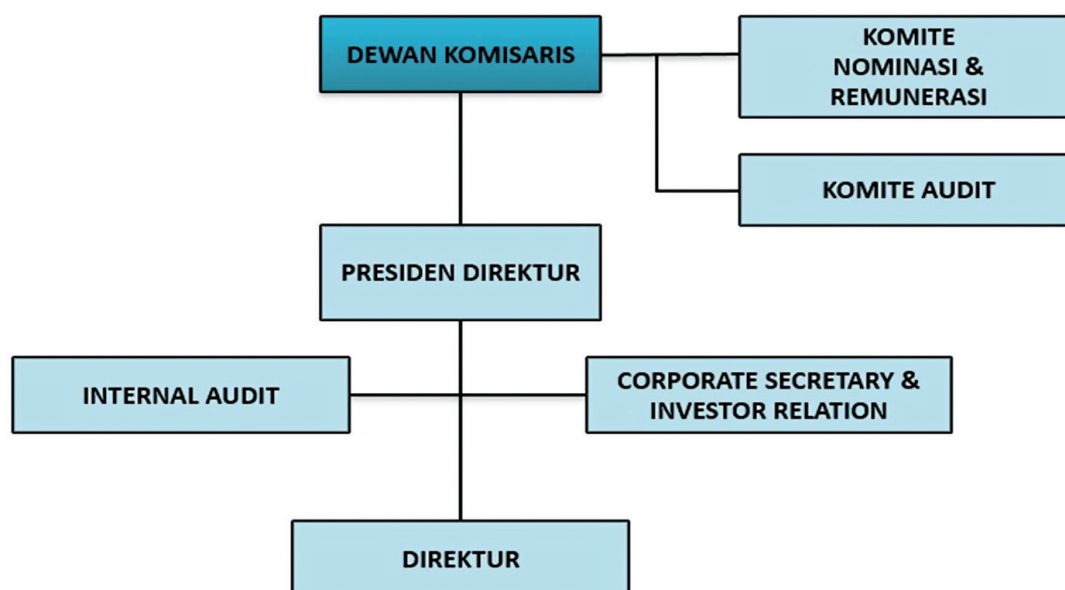 DEWAN KOMISARIS
KOMITE
NOMINASI &
REMUNERASI
KOMITE AUDIT
PRESIDEN DIREKTUR
INTERNAL AUDIT
CORPORATE SECRETARY &
INVESTOR RELATION
DIREKTUR